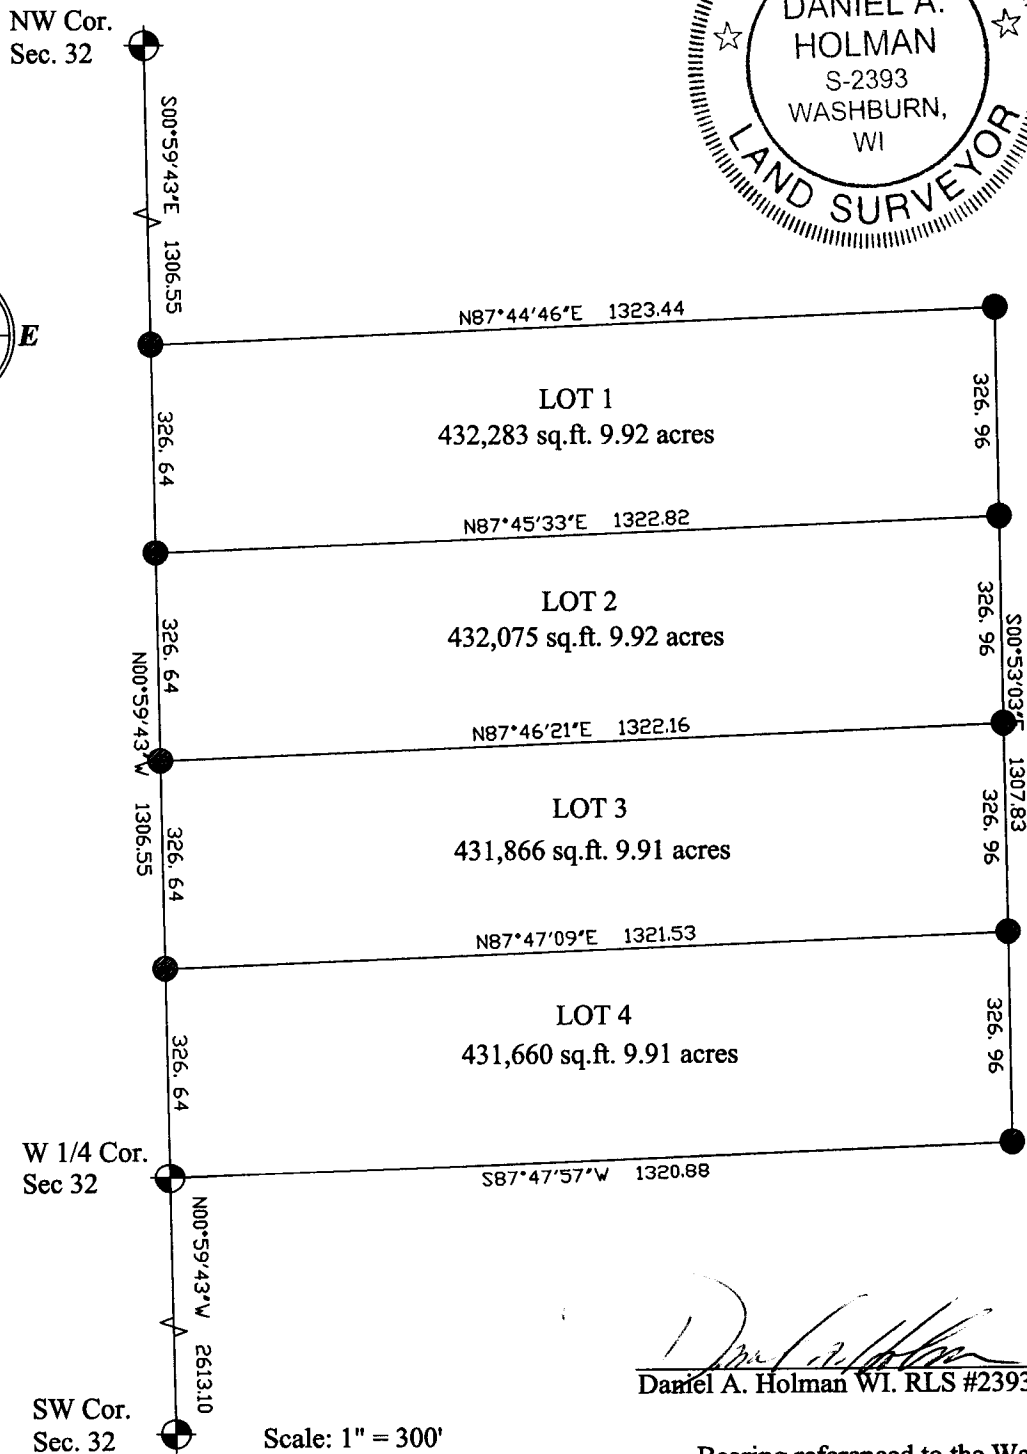 NW Cor.
Sec. 32
DANIEL A.
HOLMAN
S-2393
WASHBURN,
WI
LAND SURVEYOR
S00°59'43"E 1306.55
E
N87°44'46"E 1323.44
LOT 1
432,283 sq.ft. 9.92 acres
326. 64
326. 96
N87°45'33"E 1322.82
LOT 2
432,075 sq.ft. 9.92 acres
326. 64
326. 96
N00°59'43"W 1306.55
S00°53'03"E 1307.83
N87°46'21"E 1322.16
LOT 3
431,866 sq.ft. 9.91 acres
326. 64
326. 96
N87°47'09"E 1321.53
LOT 4
431,660 sq.ft. 9.91 acres
326. 64
326. 96
W 1/4 Cor.
Sec 32
S87°47'57"W 1320.88
N00°59'43"W 2613.10
Daniel A. Holman WI. RLS #2393
SW Cor.
Sec. 32
Scale: 1" = 300'
Bearing referenced to the We